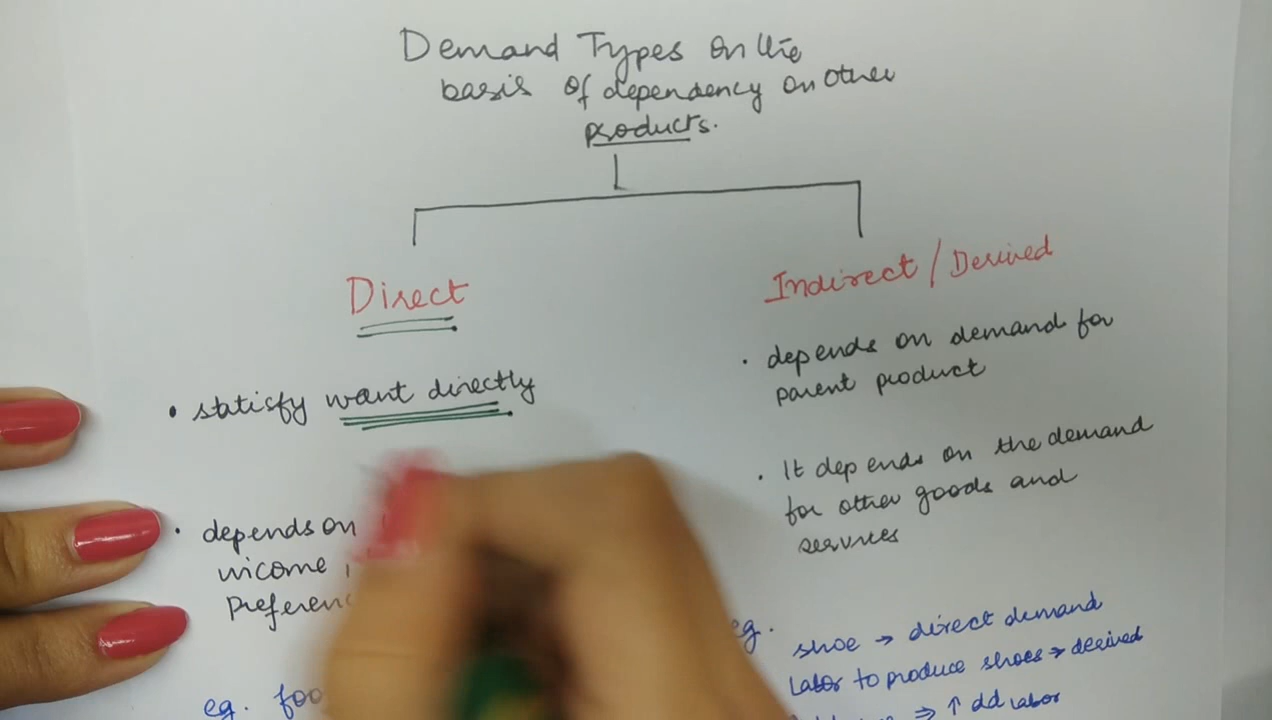 Demand Types on the
basis of dependency on other
products.
Direct
• satisfy want directly
• depends on
income,
eg.
Indirect / Derived
• depends on demand for
parent product
• It depends on the demand
for other goods and
services
eg. shoe → direct demand
Labor to produce shoes → derived
⇒ ↑ dd labor